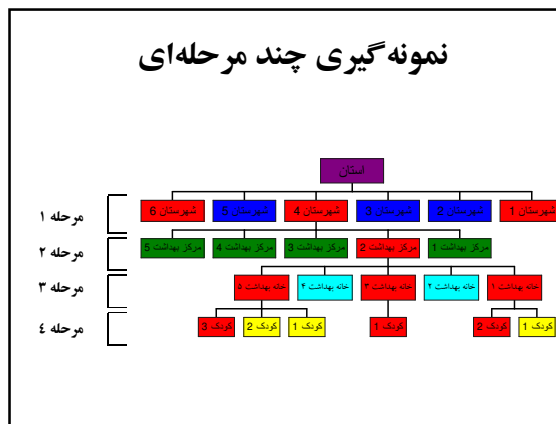 نمونه گیری چند مرحله‌ای
استان
شهرستان 1 شهرستان 2 شهرستان 3 شهرستان 4 شهرستان 5 شهرستان 6
مرحله ۱
مرکز بهداشت 1 مرکز بهداشت 2 مرکز بهداشت 3 مرکز بهداشت 4 مرکز بهداشت 5
مرحله ۲
خانه بهداشت ۱ خانه بهداشت ۲ خانه بهداشت ۳ خانه بهداشت ۴ خانه بهداشت ۵
مرحله ۳
کودک 1 کودک 2 کودک 1 کودک 1 کودک 2 کودک 3
مرحله ٤